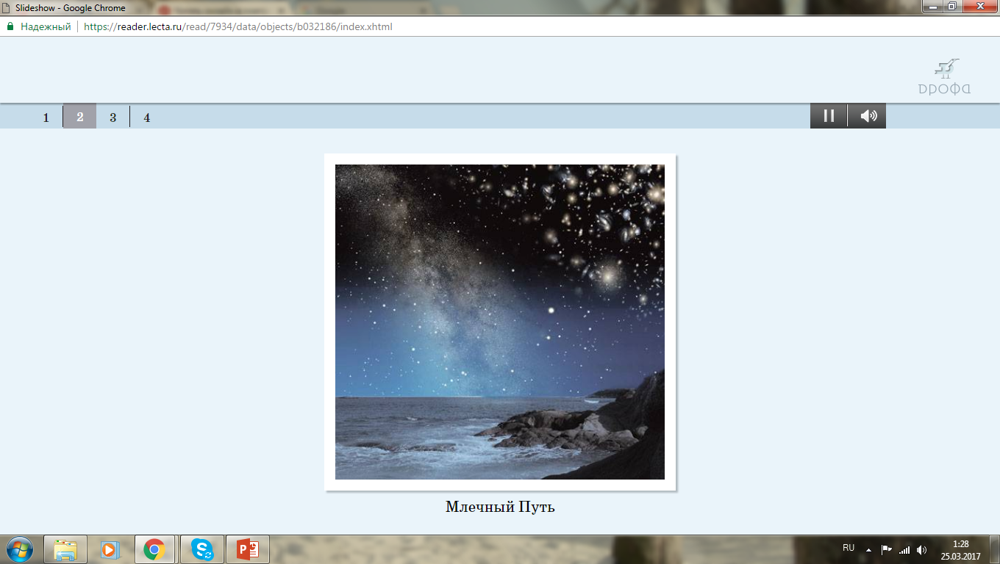 Slideshow - Google Chrome
Надежный
https://reader.lecta.ru/read/7934/data/objects/b032186/index.xhtml
дрофа
1 2 3 4
Млечный Путь
RU
1:28
25.03.2017